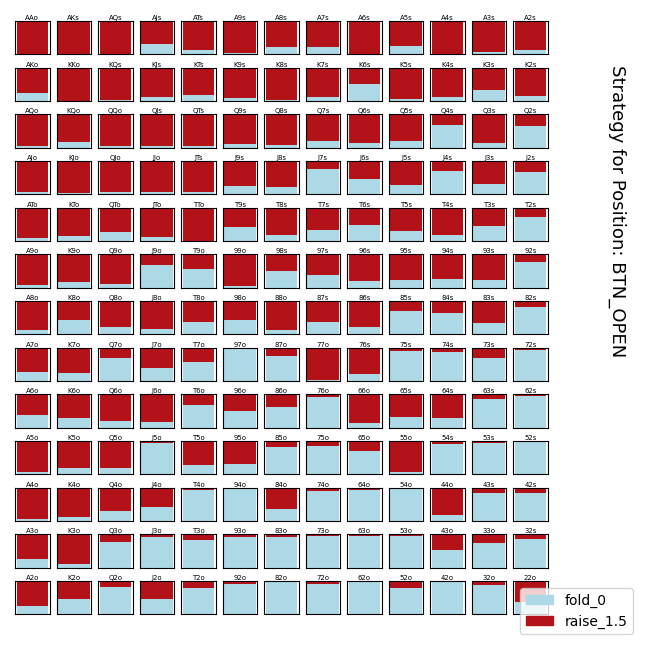 AAo AKs AQs AJs ATs A9s A8s A7s A6s A5s A4s A3s A2s
AKo KKo KQs KJs KTs K9s K8s K7s K6s K5s K4s K3s K2s
AQo KQo QQo QJs QTs Q9s Q8s Q7s Q6s Q5s Q4s Q3s Q2s
AJo KJo QJo JJo JTs J9s J8s J7s J6s J5s J4s J3s J2s
ATo KTo QTo JTo TTo T9s T8s T7s T6s T5s T4s T3s T2s
A9o K9o Q9o J9o T9o 99o 98s 97s 96s 95s 94s 93s 92s
A8o K8o Q8o J8o T8o 98o 88o 87s 86s 85s 84s 83s 82s
A7o K7o Q7o J7o T7o 97o 87o 77o 76s 75s 74s 73s 72s
A6o K6o Q6o J6o T6o 96o 86o 76o 66o 65s 64s 63s 62s
A5o K5o Q5o J5o T5o 95o 85o 75o 65o 55o 54s 53s 52s
A4o K4o Q4o J4o T4o 94o 84o 74o 64o 54o 44o 43s 42s
A3o K3o Q3o J3o T3o 93o 83o 73o 63o 53o 43o 33o 32s
A2o K2o Q2o J2o T2o 92o 82o 72o 62o 52o 42o 32o 22o
Strategy for Position: BTN_OPEN
fold_0
raise_1.5